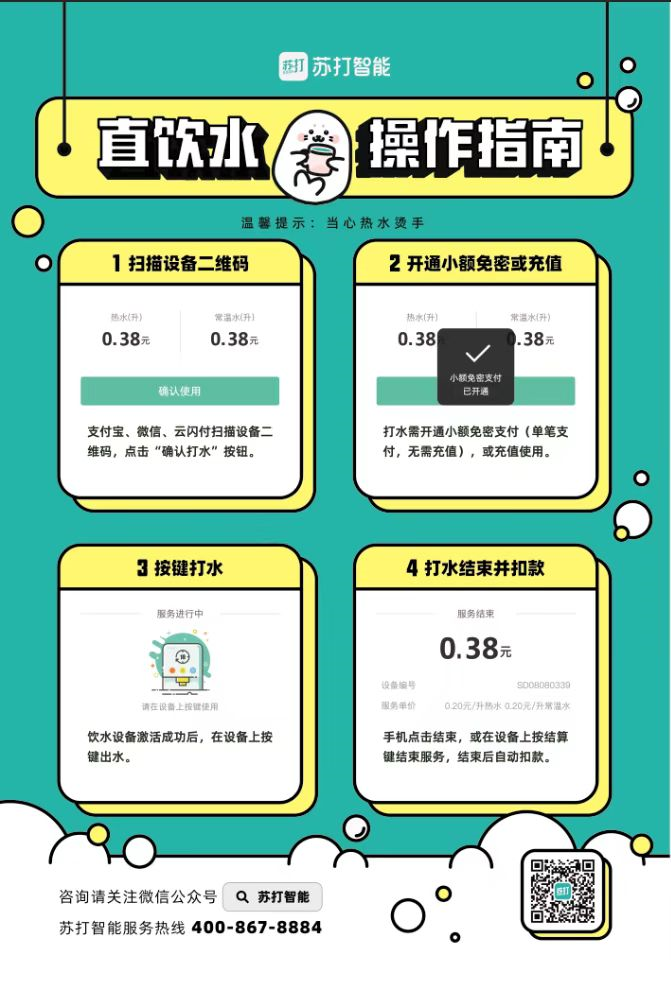 苏打 苏打智能
直饮水 操作指南
温馨提示：当心热水烫手
1 扫描设备二维码
热水(升) 常温水(升)
0.38元 0.38元
确认使用
支付宝、微信、云闪付扫描设备二
维码，点击“确认打水”按钮。
2 开通小额免密或充值
热水(升) 常温水(升)
0.38 0.38元
小额免密支付
已开通
打水需开通小额免密支付（单笔支
付，无需充值），或充值使用。
3 按键打水
服务进行中
请在设备上按键使用
饮水设备激活成功后，在设备上按
键出水。
4 打水结束并扣款
服务结束
0.38元
设备编号 SD08080339
服务单价 0.20元/升热水 0.20元/升常温水
手机点击结束，或在设备上按结算
键结束服务，结束后自动扣款。
咨询请关注微信公众号 苏打智能
苏打智能服务热线 400-867-8884
苏打